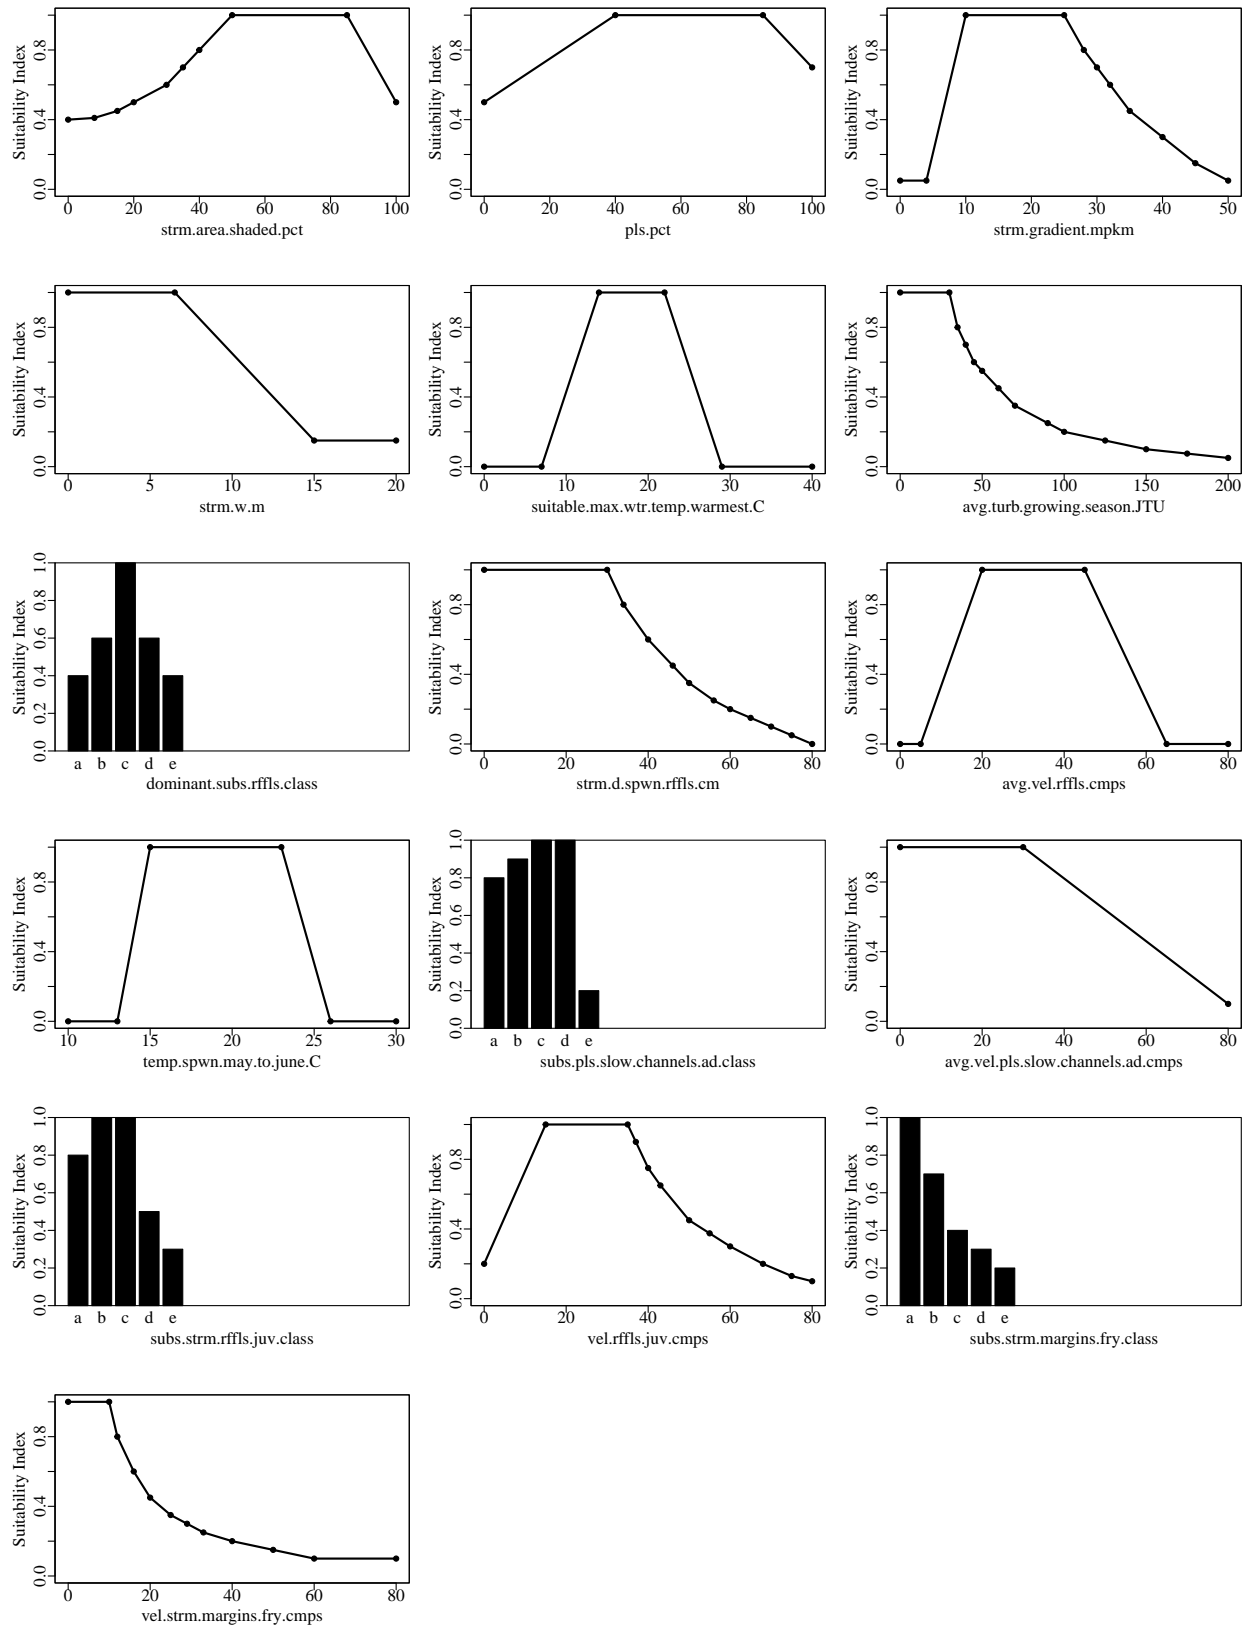 Suitability Index
0.0 0.4 0.8
0 20 40 60 80 100
strm.area.shaded.pct
Suitability Index
0.0 0.4 0.8
0 20 40 60 80 100
pls.pct
Suitability Index
0.0 0.4 0.8
0 10 20 30 40 50
strm.gradient.mpkm
Suitability Index
0.0 0.4 0.8
0 5 10 15 20
strm.w.m
Suitability Index
0.0 0.4 0.8
0 10 20 30 40
suitable.max.wtr.temp.warmest.C
Suitability Index
0.0 0.4 0.8
0 50 100 150 200
avg.turb.growing.season.JTU
Suitability Index
0.0 0.2 0.4 0.6 0.8 1.0
a b c d e
dominant.subs.rffls.class
Suitability Index
0.0 0.4 0.8
0 20 40 60 80
strm.d.spwn.rffls.cm
Suitability Index
0.0 0.4 0.8
0 20 40 60 80
avg.vel.rffls.cmps
Suitability Index
0.0 0.4 0.8
10 15 20 25 30
temp.spwn.may.to.june.C
Suitability Index
0.0 0.2 0.4 0.6 0.8 1.0
a b c d e
subs.pls.slow.channels.ad.class
Suitability Index
0.0 0.4 0.8
0 20 40 60 80
avg.vel.pls.slow.channels.ad.cmps
Suitability Index
0.0 0.2 0.4 0.6 0.8 1.0
a b c d e
subs.strm.rffls.juv.class
Suitability Index
0.0 0.4 0.8
0 20 40 60 80
vel.rffls.juv.cmps
Suitability Index
0.0 0.2 0.4 0.6 0.8 1.0
a b c d e
subs.strm.margins.fry.class
Suitability Index
0.0 0.4 0.8
0 20 40 60 80
vel.strm.margins.fry.cmps